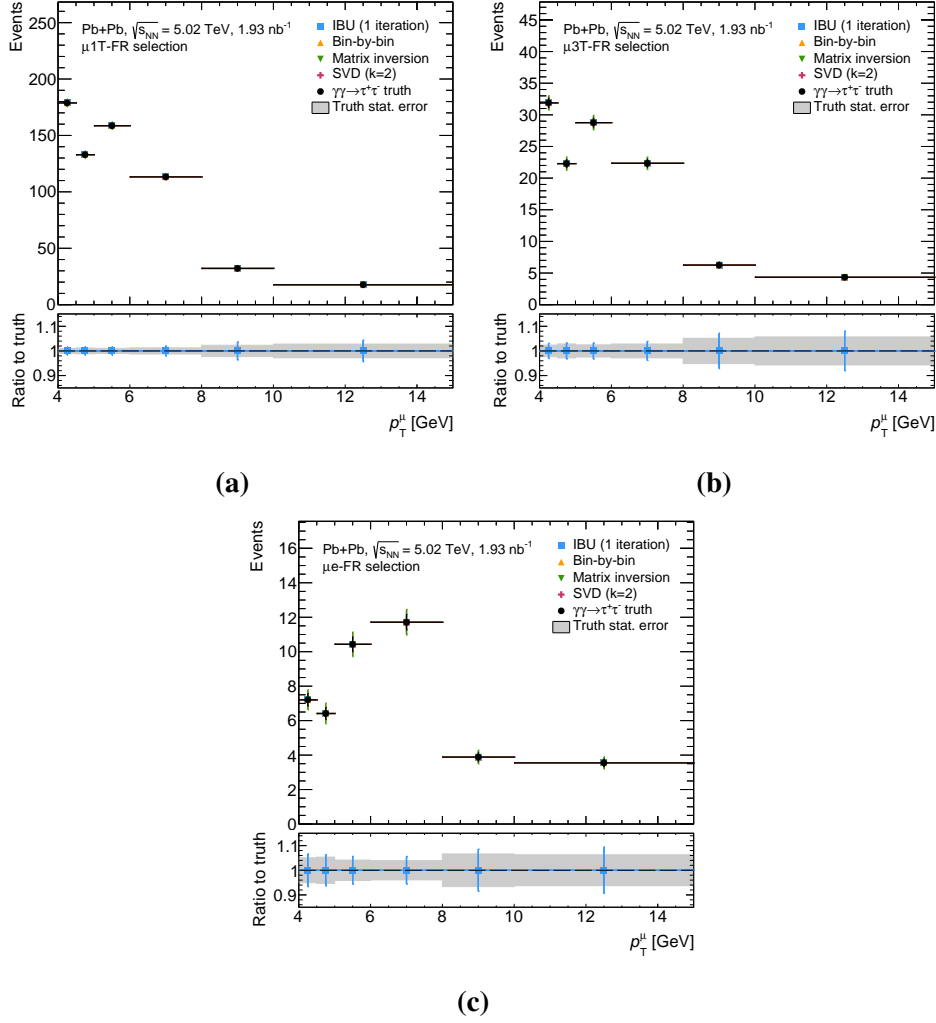 Events
Pb+Pb, √sNN = 5.02 TeV, 1.93 nb-1
μ1T-FR selection
IBU (1 iteration)
Bin-by-bin
Matrix inversion
SVD (k=2)
γγ→τ+τ- truth
Truth stat. error
250
200
150
100
50
0
Ratio to truth
1.1
1
0.9
4 6 8 10 12 14
pTμ [GeV]
(a)
Events
Pb+Pb, √sNN = 5.02 TeV, 1.93 nb-1
μ3T-FR selection
IBU (1 iteration)
Bin-by-bin
Matrix inversion
SVD (k=2)
γγ→τ+τ- truth
Truth stat. error
45
40
35
30
25
20
15
10
5
0
Ratio to truth
1.1
1
0.9
4 6 8 10 12 14
pTμ [GeV]
(b)
Events
Pb+Pb, √sNN = 5.02 TeV, 1.93 nb-1
μe-FR selection
IBU (1 iteration)
Bin-by-bin
Matrix inversion
SVD (k=2)
γγ→τ+τ- truth
Truth stat. error
16
14
12
10
8
6
4
2
0
Ratio to truth
1.1
1
0.9
4 6 8 10 12 14
pTμ [GeV]
(c)